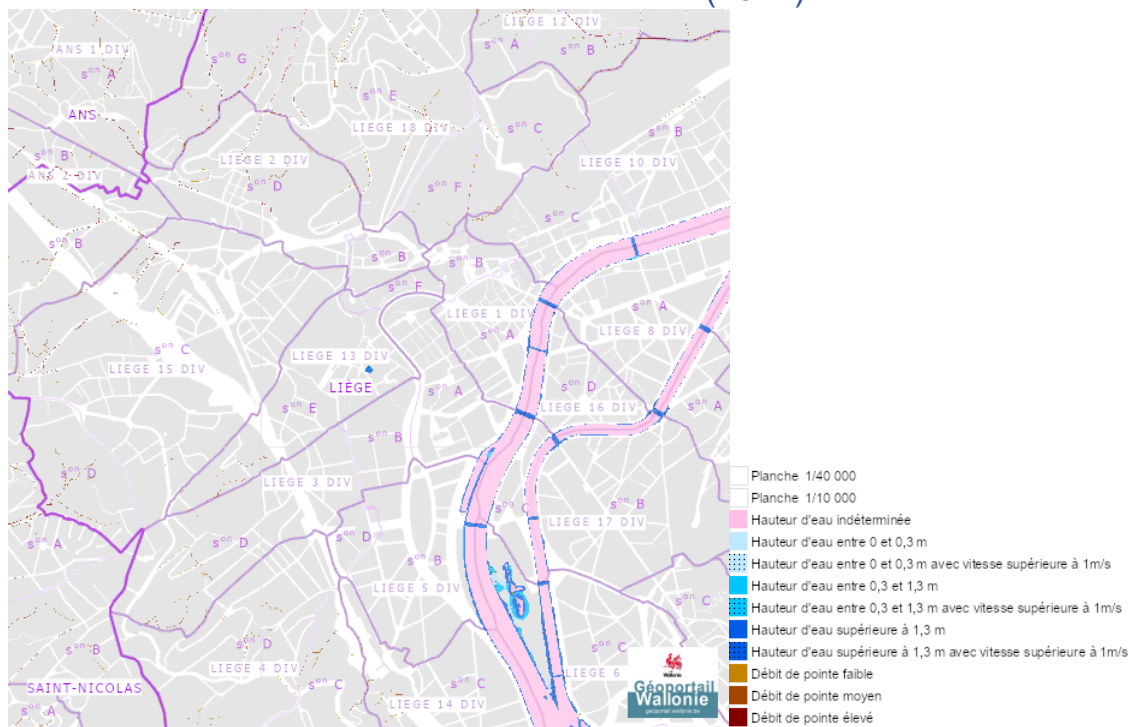 LIEGE 12 DIV
ANS 1 DIV
sᵒⁿ A
sᵒⁿ B
sᵒⁿ G
sᵒⁿ A
sᵒⁿ E
ANS
LIEGE 18 DIV
sᵒⁿ C
sᵒⁿ B
sᵒⁿ B
LIEGE 2 DIV
LIEGE 10 DIV
ANS 2 DIV
sᵒⁿ D
sᵒⁿ F
sᵒⁿ C
sᵒⁿ B
sᵒⁿ B
sᵒⁿ B
sᵒⁿ F
sᵒⁿ A
LIEGE 1 DIV
LIEGE 8 DIV
sᵒⁿ A
sᵒⁿ C
LIEGE 13 DIV
LIEGE 15 DIV
LIÈGE
sᵒⁿ A
sᵒⁿ D
sᵒⁿ E
LIEGE 16 DIV
sᵒⁿ A
sᵒⁿ B
sᵒⁿ D
LIEGE 3 DIV
sᵒⁿ B
sᵒⁿ C
LIEGE 17 DIV
sᵒⁿ A
sᵒⁿ D
sᵒⁿ D
LIEGE 5 DIV
sᵒⁿ C
sᵒⁿ D
sᵒⁿ C
sᵒⁿ C
LIEGE 4 DIV
LIEGE 6
SAINT-NICOLAS
LIEGE 14 DIV
Wallonie
Géoportail
Wallonie
geoportail.wallonie.be
Planche 1/40 000
Planche 1/10 000
Hauteur d'eau indéterminée
Hauteur d'eau entre 0 et 0,3 m
Hauteur d'eau entre 0 et 0,3 m avec vitesse supérieure à 1m/s
Hauteur d'eau entre 0,3 et 1,3 m
Hauteur d'eau entre 0,3 et 1,3 m avec vitesse supérieure à 1m/s
Hauteur d'eau supérieure à 1,3 m
Hauteur d'eau supérieure à 1,3 m avec vitesse supérieure à 1m/s
Débit de pointe faible
Débit de pointe moyen
Débit de pointe élevé